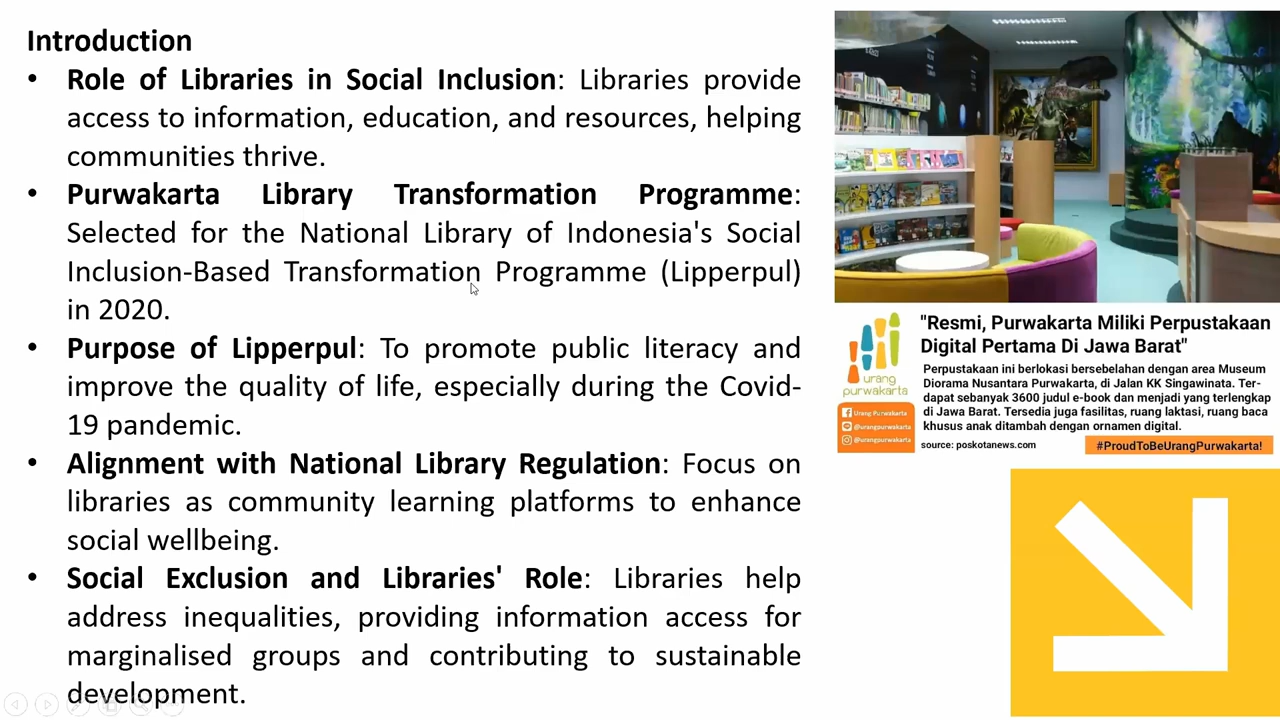 Introduction
• Role of Libraries in Social Inclusion: Libraries provide
access to information, education, and resources, helping
communities thrive.
• Purwakarta Library Transformation Programme:
Selected for the National Library of Indonesia's Social
Inclusion-Based Transformation Programme (Lipperpul)
in 2020.
• Purpose of Lipperpul: To promote public literacy and
improve the quality of life, especially during the Covid-
19 pandemic.
• Alignment with National Library Regulation: Focus on
libraries as community learning platforms to enhance
social wellbeing.
• Social Exclusion and Libraries' Role: Libraries help
address inequalities, providing information access for
marginalised groups and contributing to sustainable
development.
urang
purwakarta
Urang Purwakarta
@urangpurwakarta
@urangpurwakarta
"Resmi, Purwakarta Miliki Perpustakaan
Digital Pertama Di Jawa Barat"
Perpustakaan ini berlokasi bersebelahan dengan area Museum
Diorama Nusantara Purwakarta, di Jalan KK Singawinata. Ter-
dapat sebanyak 3600 judul e-book dan menjadi yang terlengkap
di Jawa Barat. Tersedia juga fasilitas, ruang laktasi, ruang baca
khusus anak ditambah dengan ornamen digital.
source: poskotanews.com
#ProudToBeUrangPurwakarta!